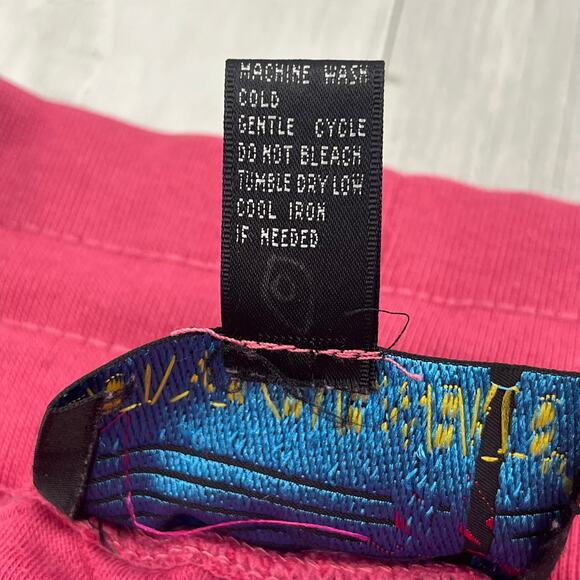 MACHINE WASH
COLD
GENTLE CYCLE
DO NOT BLEACH
TUMBLE DRY LOW
COOL IRON
IF NEEDED